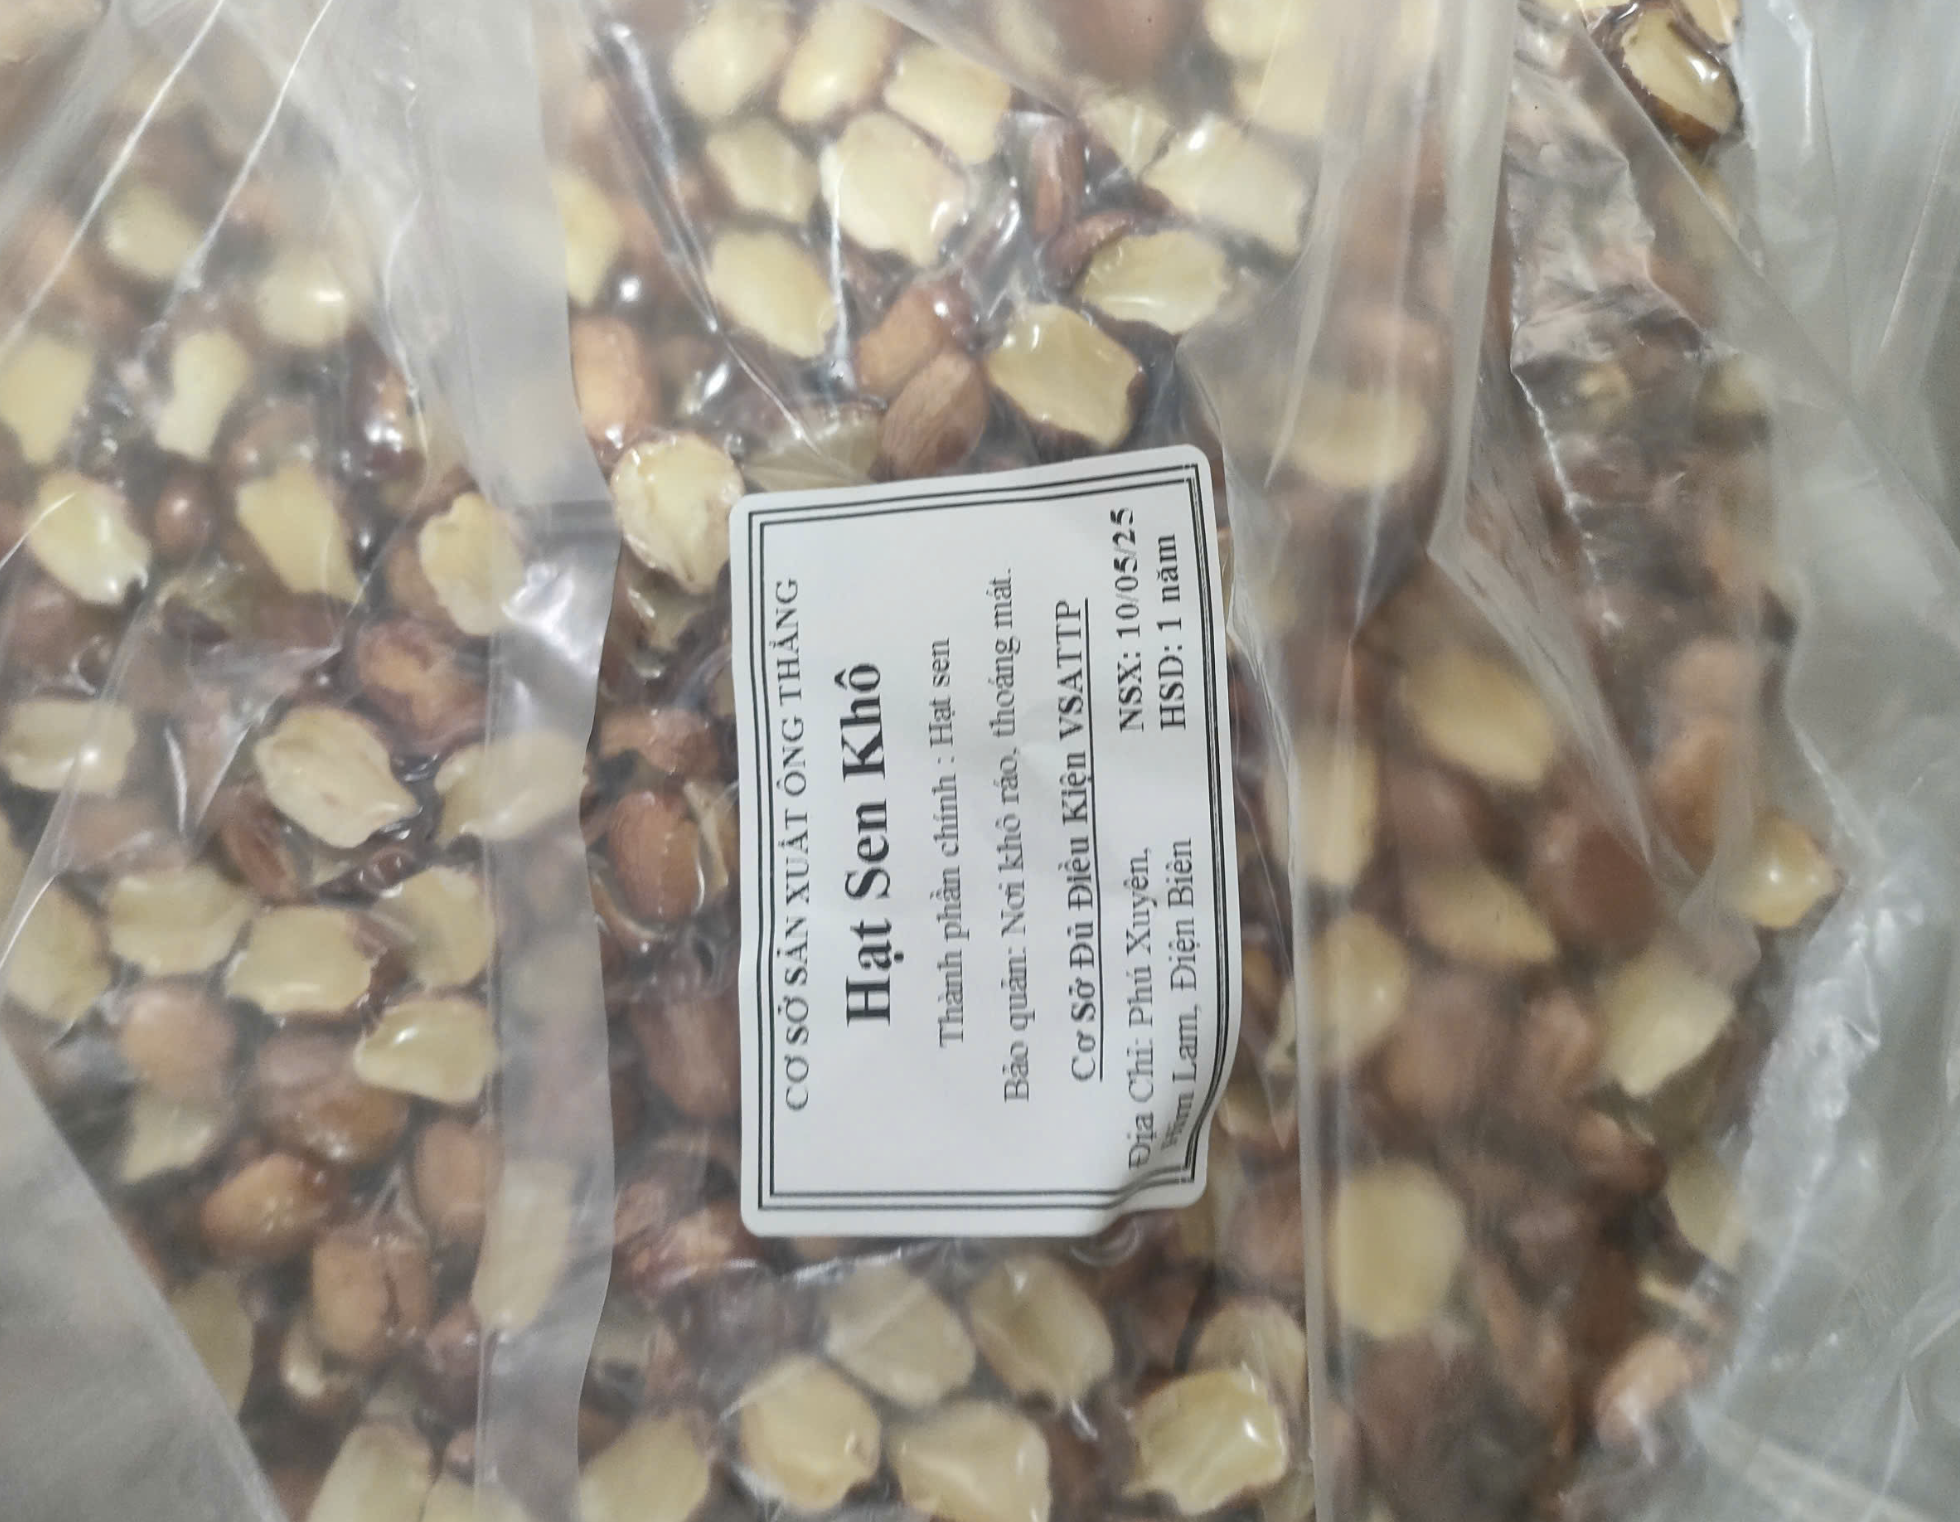 CƠ SỞ SẢN XUẤT ÔNG THẮNG
Hạt Sen Khô
Thành phần chính : Hạt sen
Bảo quản: Nơi khô ráo, thoáng mát.
Cơ Sở Đủ Điều Kiện VSATTP
Địa Chỉ: Phú Xuyên, NSX: 10/05/25
Lam, Điện Biên HSD: 1 năm